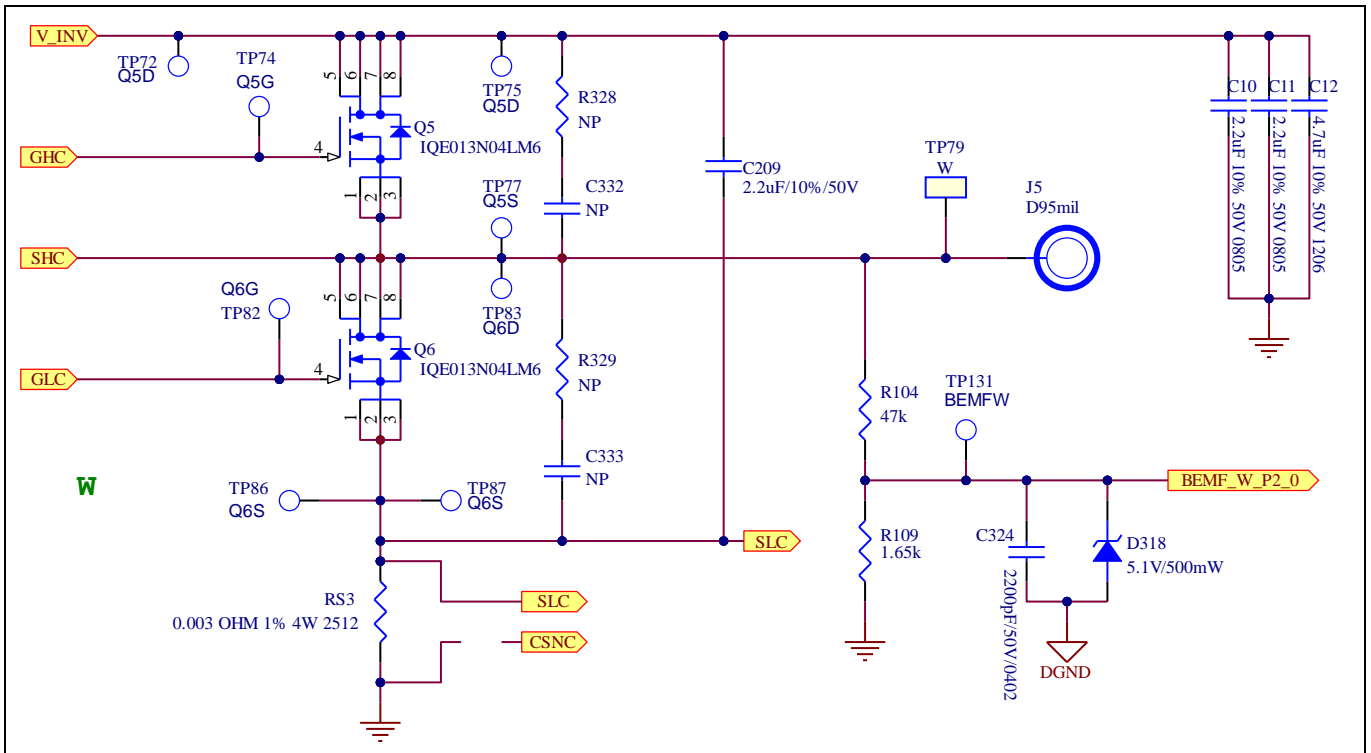 V_INV
TP72
Q5D
TP74
Q5G
5
6
7
8
TP75
Q5D
R328
NP
C10
2.2uF 10% 50V 0805
C11
2.2uF 10% 50V 0805
C12
4.7uF 10% 50V 1206
GHC
4
Q5
IQE013N04LM6
1
2
3
TP77
Q5S
C332
NP
C209
2.2uF/10%/50V
TP79
W
J5
D95mil
SHC
Q6G
TP82
5
6
7
8
TP83
Q6D
GLC
4
Q6
IQE013N04LM6
1
2
3
R329
NP
R104
47k
TP131
BEMFW
W
TP86
Q6S
TP87
Q6S
C333
NP
BEMF_W_P2_0
SLC
R109
1.65k
C324
2200pF/50V/0402
D318
5.1V/500mW
RS3
0.003 OHM 1% 4W 2512
SLC
CSNC
DGND